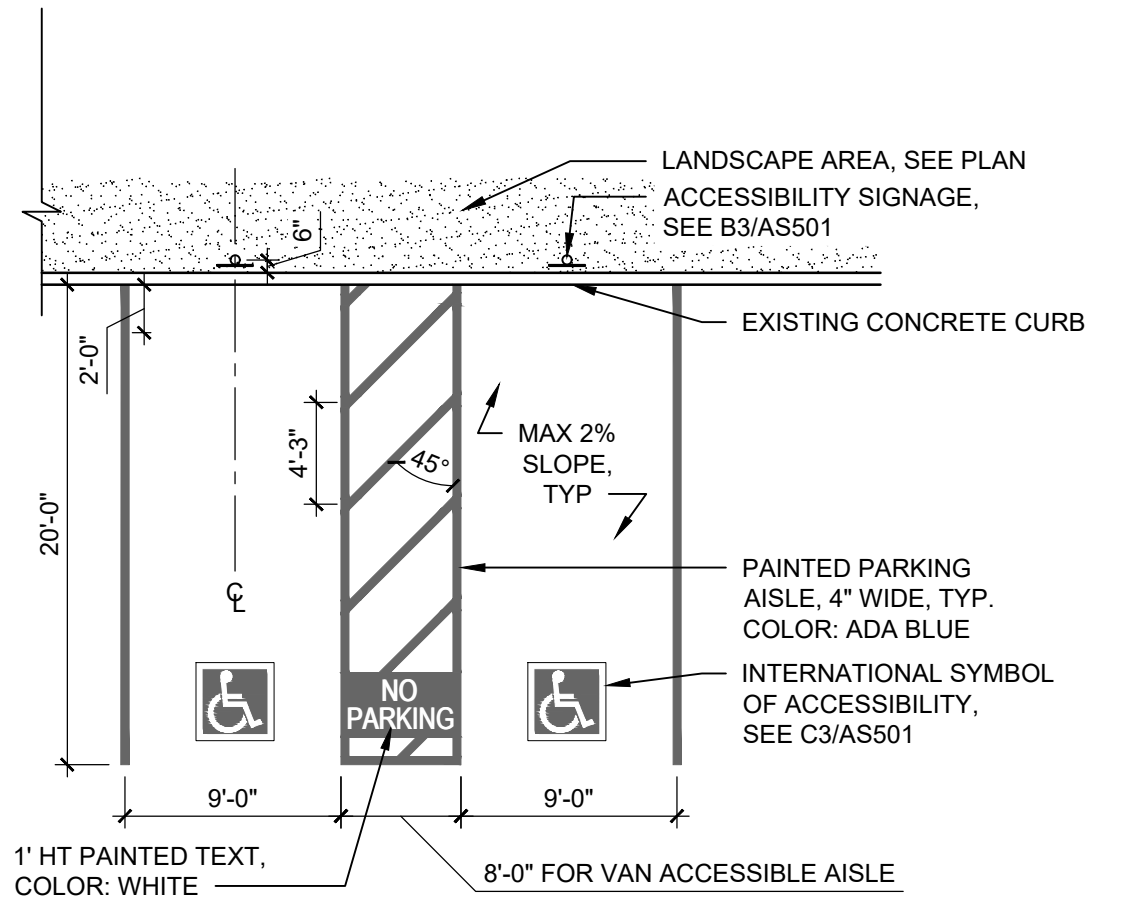 LANDSCAPE AREA, SEE PLAN
ACCESSIBILITY SIGNAGE,
SEE B3/AS501
6"
EXISTING CONCRETE CURB
2'-0"
MAX 2%
SLOPE,
TYP
4'-3"
45°
20'-0"
℄
PAINTED PARKING
AISLE, 4" WIDE, TYP.
COLOR: ADA BLUE
INTERNATIONAL SYMBOL
OF ACCESSIBILITY,
SEE C3/AS501
NO
PARKING
9'-0"
9'-0"
1' HT PAINTED TEXT,
COLOR: WHITE
8'-0" FOR VAN ACCESSIBLE AISLE